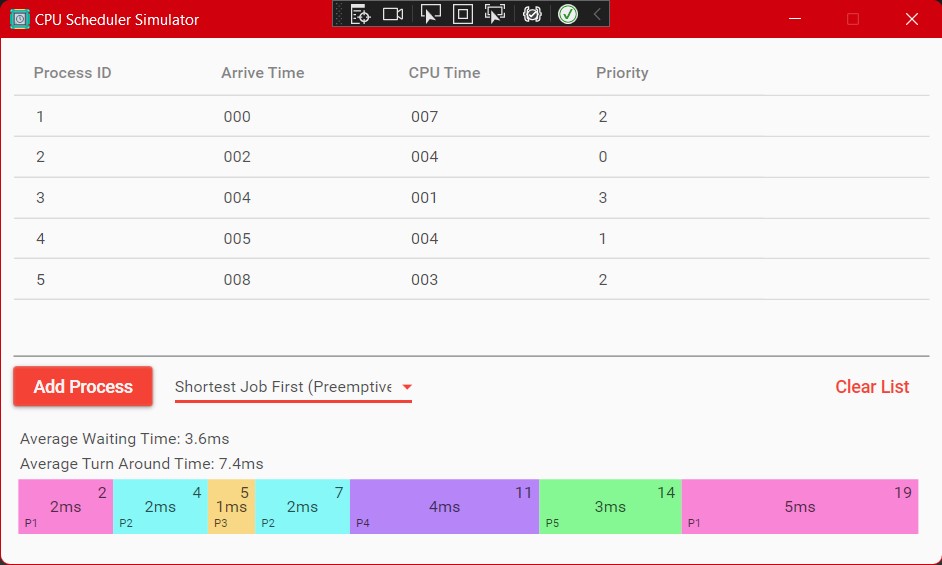 CPU Scheduler Simulator
Process ID Arrive Time CPU Time Priority
1 000 007 2
2 002 004 0
3 004 001 3
4 005 004 1
5 008 003 2
Add Process Shortest Job First (Preemptive Clear List
Average Waiting Time: 3.6ms
Average Turn Around Time: 7.4ms
2 4 5 7 11 14 19
2ms 2ms 1ms 2ms 4ms 3ms 5ms
P1 P2 P3 P2 P4 P5 P1